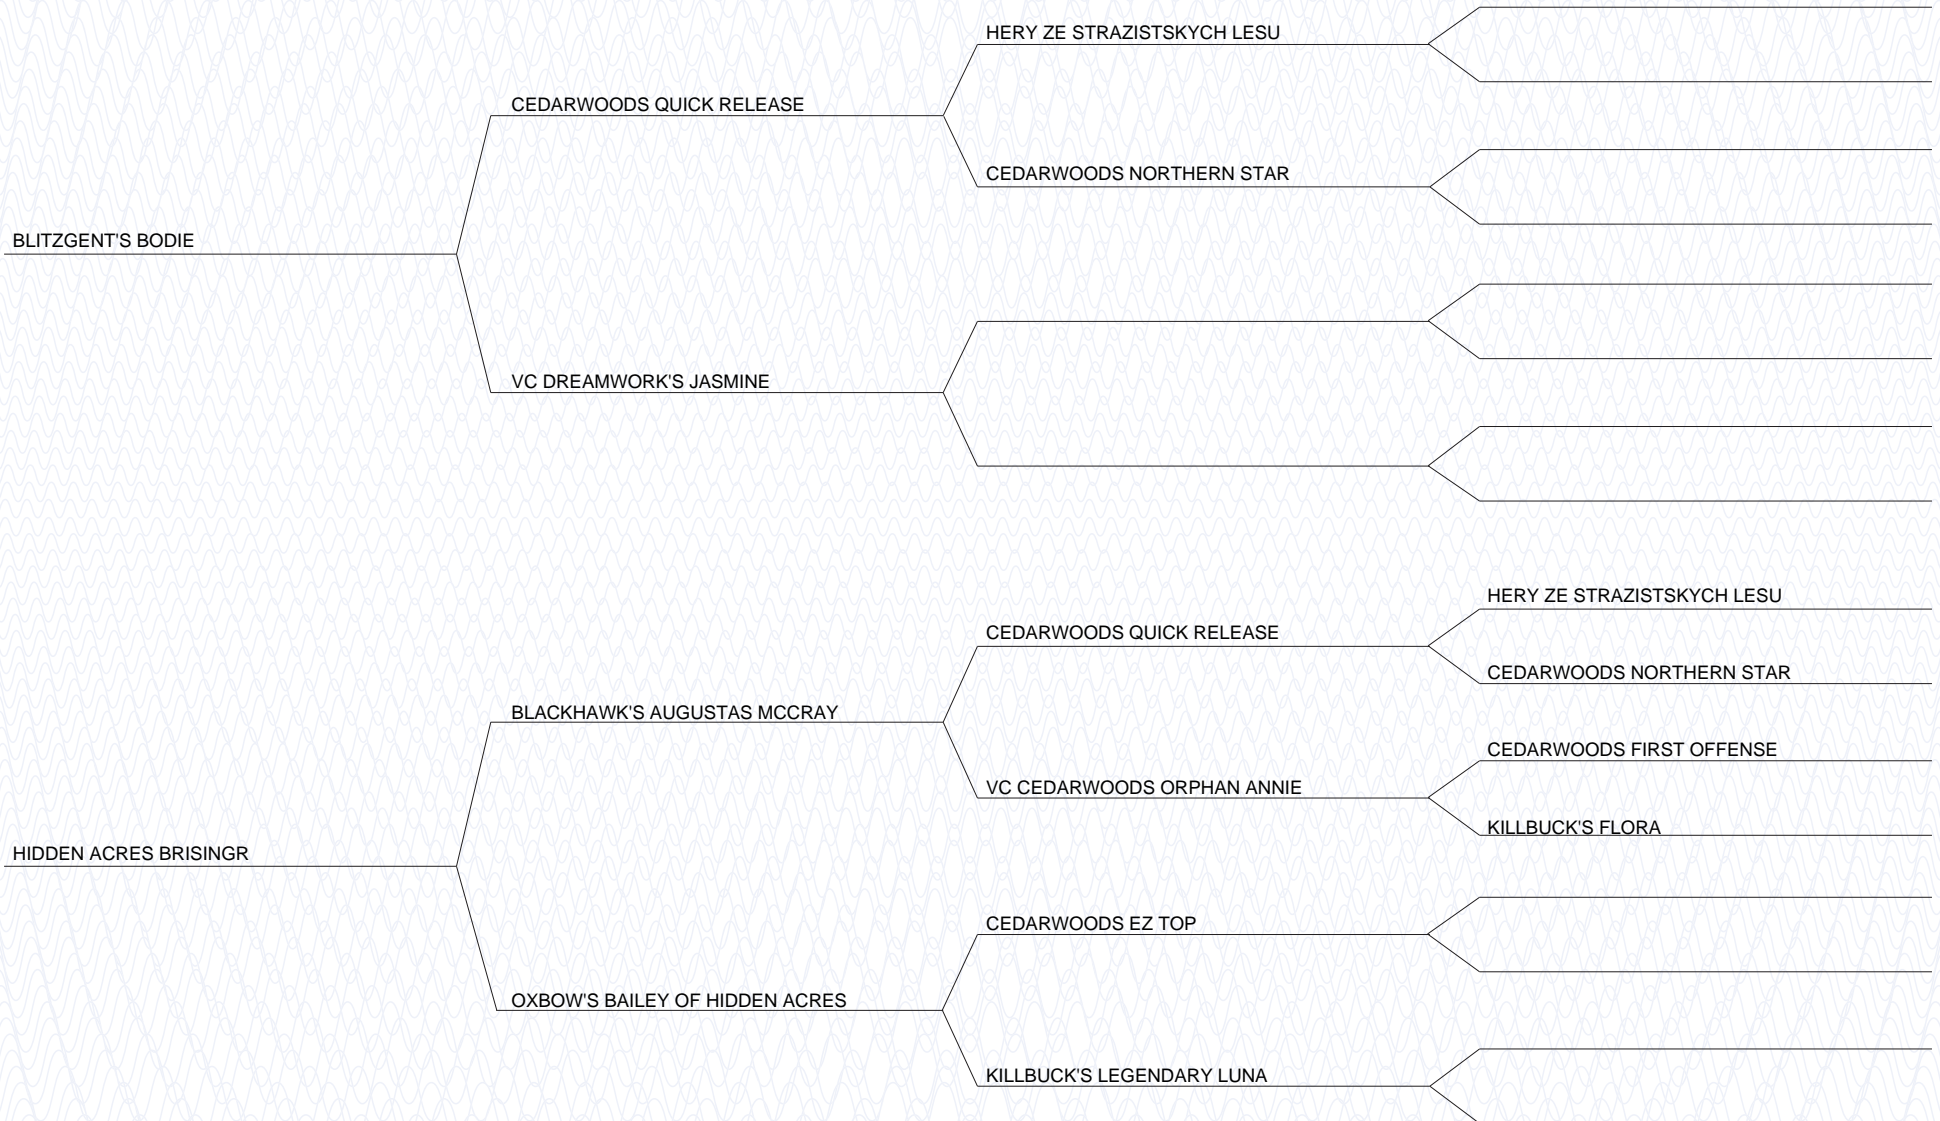 HERY ZE STRAZISTSKYCH LESU
CEDARWOODS QUICK RELEASE
CEDARWOODS NORTHERN STAR
BLITZGENT'S BODIE
VC DREAMWORK'S JASMINE
HERY ZE STRAZISTSKYCH LESU
CEDARWOODS QUICK RELEASE
CEDARWOODS NORTHERN STAR
BLACKHAWK'S AUGUSTAS MCCRAY
CEDARWOODS FIRST OFFENSE
VC CEDARWOODS ORPHAN ANNIE
KILLBUCK'S FLORA
HIDDEN ACRES BRISINGR
CEDARWOODS EZ TOP
OXBOW'S BAILEY OF HIDDEN ACRES
KILLBUCK'S LEGENDARY LUNA